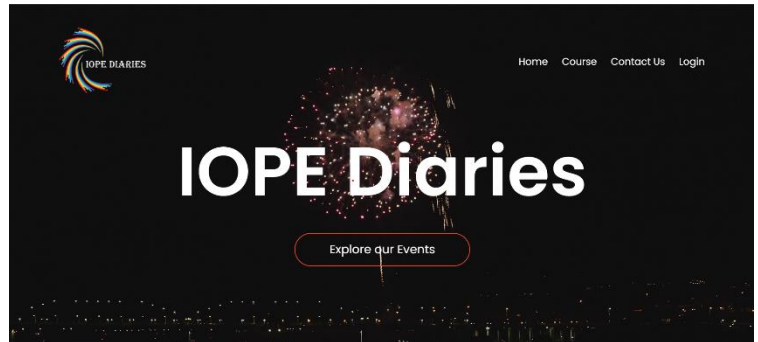 IOPE DIARIES
Home Course Contact Us Login
IOPE Diaries
Explore our Events